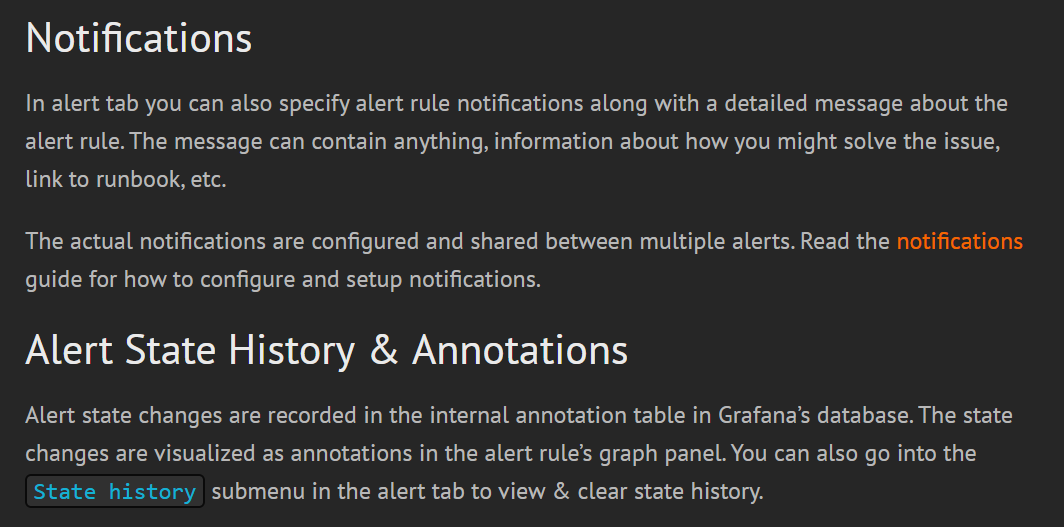 Notifications
In alert tab you can also specify alert rule notifications along with a detailed message about the
alert rule. The message can contain anything, information about how you might solve the issue,
link to runbook, etc.
The actual notifications are configured and shared between multiple alerts. Read the notifications
guide for how to configure and setup notifications.
Alert State History & Annotations
Alert state changes are recorded in the internal annotation table in Grafana’s database. The state
changes are visualized as annotations in the alert rule’s graph panel. You can also go into the
State history submenu in the alert tab to view & clear state history.